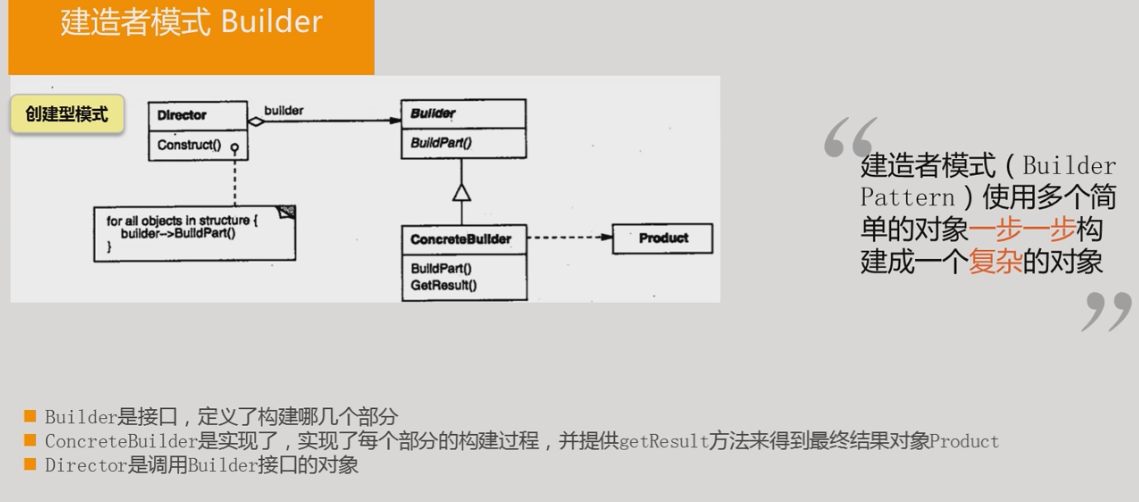 建造者模式 Builder
创建型模式
Director
builder
Builder
Construct()
BuildPart()
for all objects in structure {
builder->BuildPart()
}
ConcreteBuilder
Product
BuildPart()
GetResult()
“
建造者模式（Builder
Pattern）使用多个简
单的对象一步一步构
建成一个复杂的对象
”
Builder是接口，定义了构建哪几个部分
ConcreteBuilder是实现了，实现了每个部分的构建过程，并提供getResult方法来得到最终结果对象Product
Director是调用Builder接口的对象